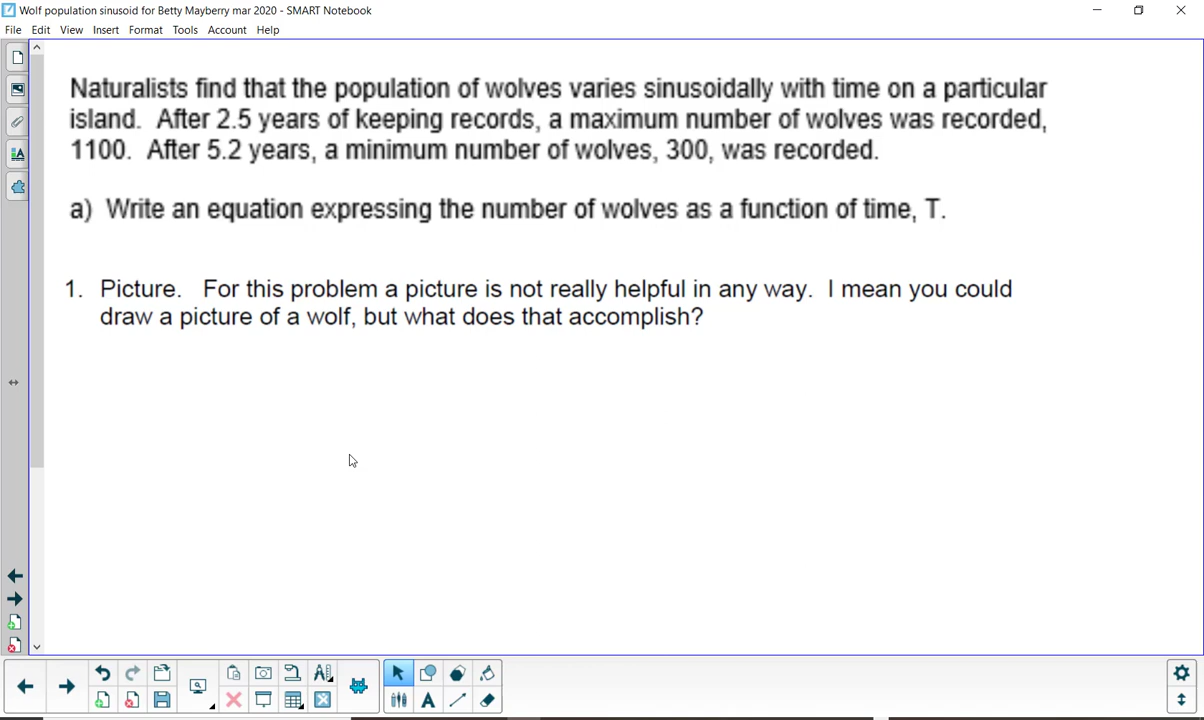 Wolf population sinusoid for Betty Mayberry mar 2020 - SMART Notebook
File Edit View Insert Format Tools Account Help
Naturalists find that the population of wolves varies sinusoidally with time on a particular
island. After 2.5 years of keeping records, a maximum number of wolves was recorded,
1100. After 5.2 years, a minimum number of wolves, 300, was recorded.
a) Write an equation expressing the number of wolves as a function of time, T.
1. Picture. For this problem a picture is not really helpful in any way. I mean you could
draw a picture of a wolf, but what does that accomplish?